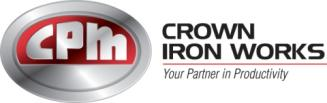 CPM
CROWN
IRON WORKS
Your Partner in Productivity